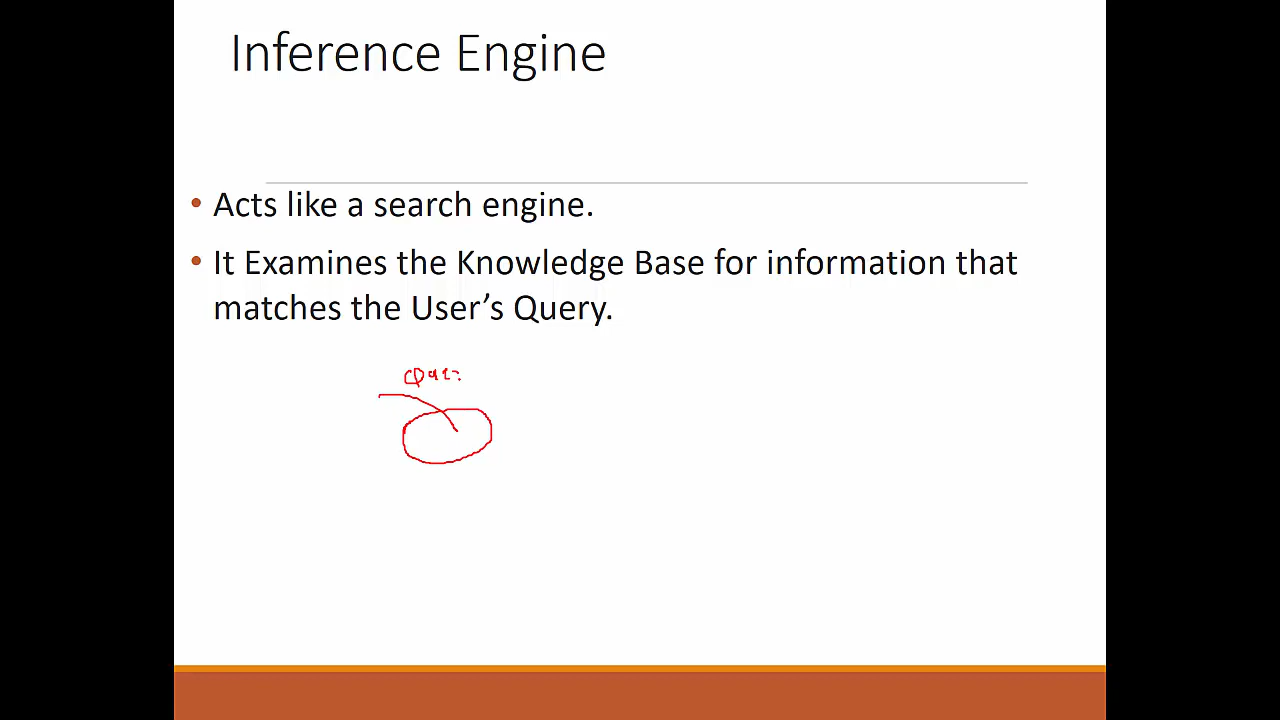 Inference Engine
• Acts like a search engine.
• It Examines the Knowledge Base for information that
matches the User’s Query.